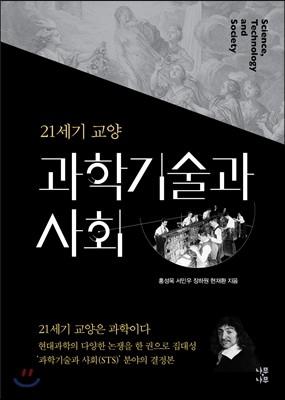 Science,
Technology
and
Society
21세기 교양
과학기술과
사회
홍성욱 서민우 장하원 현재환 지음
21세기 교양은 과학이다
현대과학의 다양한 논쟁을 한 권으로 집대성
'과학기술과 사회(STS)' 분야의 결정본
나무
나무
yes24